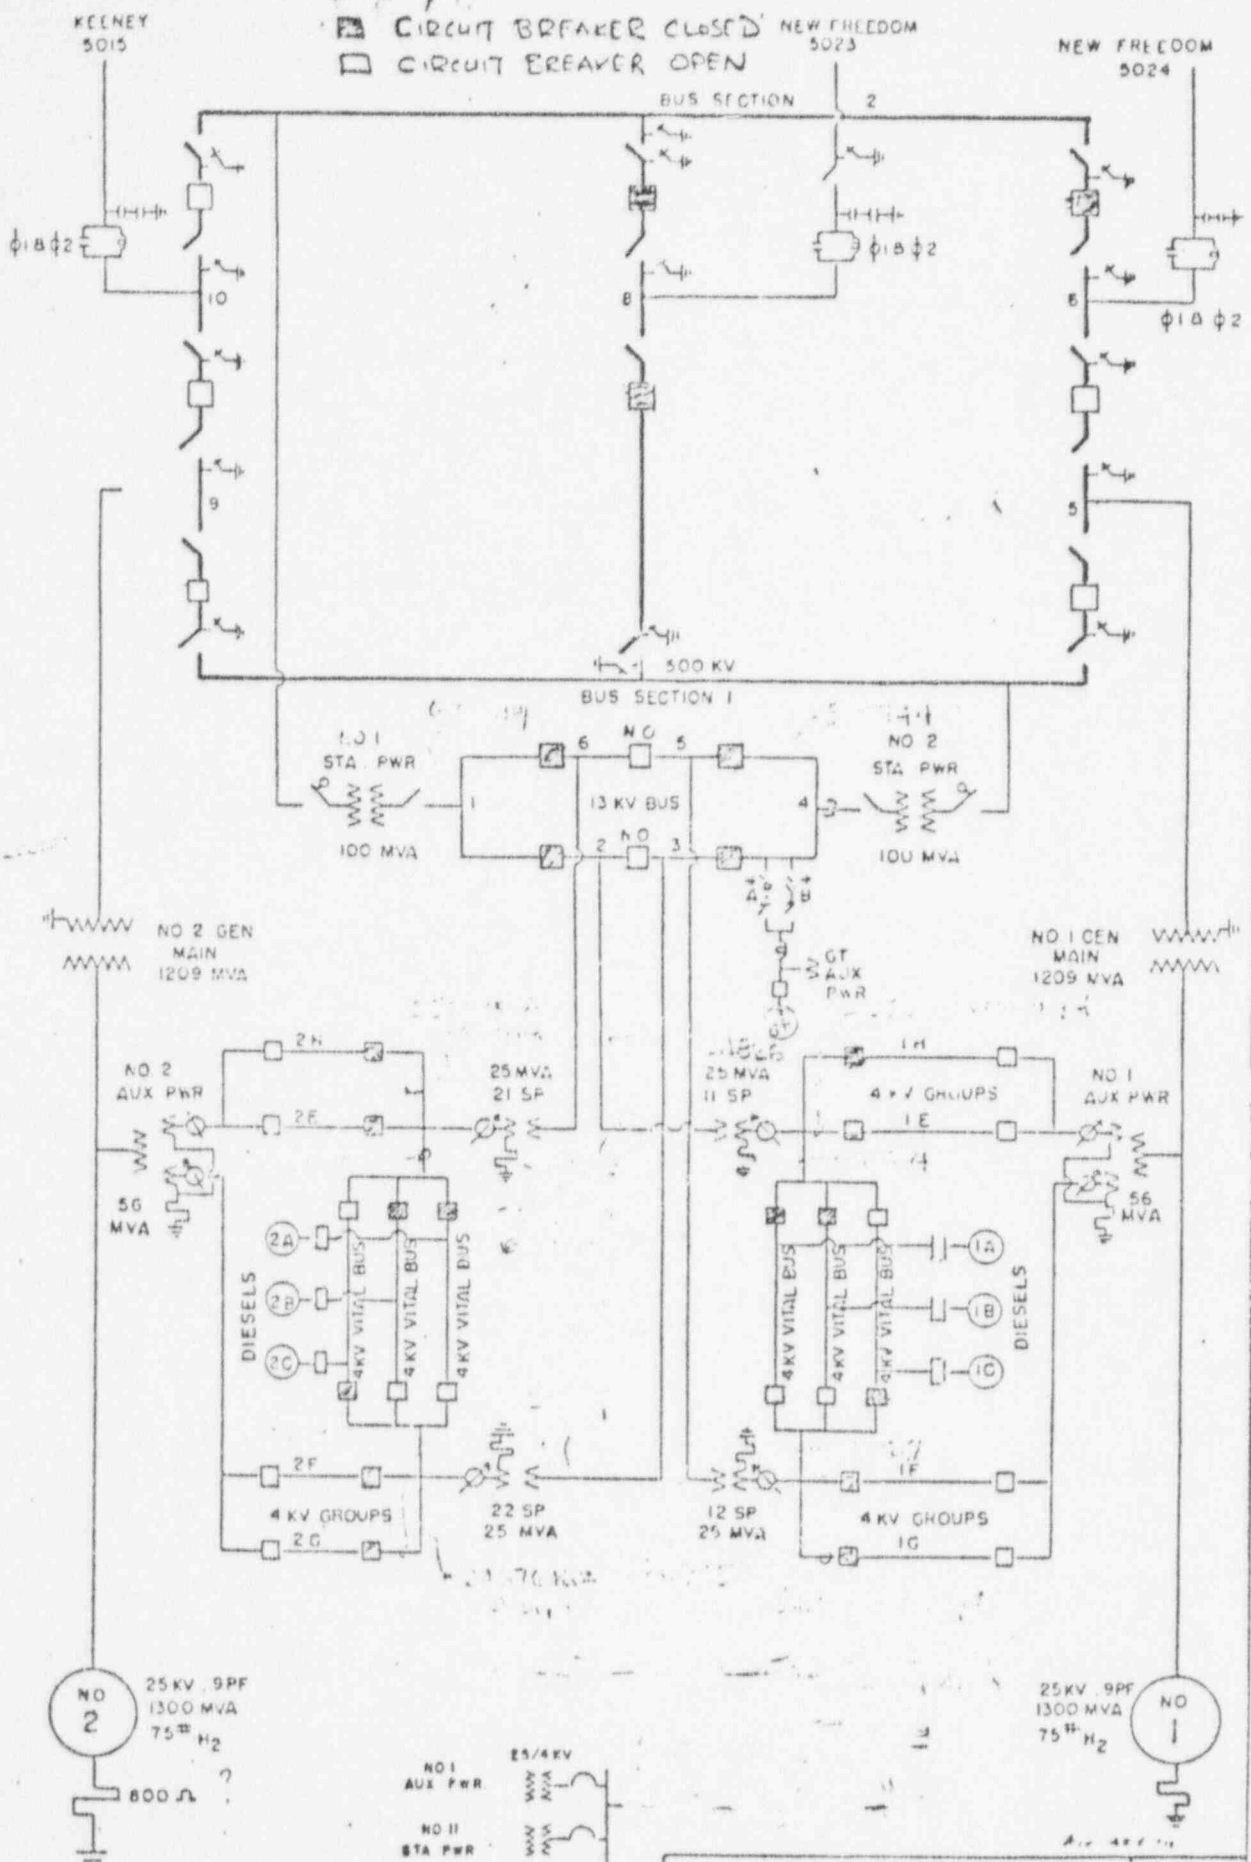 KEENEY
5015
CIRCUIT BREAKER CLOSED
CIRCUIT BREAKER OPEN
NEW FREEDOM
5023
NEW FREEDOM
5024
BUS SECTION 2
ϕ1&ϕ2
ϕ1&ϕ2
ϕ1&ϕ2
10
8
6
9
5
500 KV
BUS SECTION 1
NO 1
STA PWR
100 MVA
6 NO 5
1
13 KV BUS
4
2 NO 3
NO 2
STA PWR
100 MVA
A
B
GT
AUX
PWR
NO 2 GEN
MAIN
1209 MVA
NO 1 GEN
MAIN
1209 MVA
2H
NO 2
AUX PWR
2E
25 MVA
21 SP
25 MVA
11 SP
1H
4 KV GROUPS
1E
NO 1
AUX PWR
56
MVA
56
MVA
DIESELS
2A
2B
2C
4KV VITAL BUS
4KV VITAL BUS
4KV VITAL BUS
4KV VITAL BUS
4KV VITAL BUS
4KV VITAL BUS
1A
1B
1C
DIESELS
2F
4 KV GROUPS
2G
22 SP
25 MVA
12 SP
25 MVA
1F
4 KV GROUPS
1G
NO
2
25 KV .9PF
1300 MVA
75# H2
800 Ω ?
25 KV .9PF
1300 MVA
75# H2
NO
1
NO 1
AUX PWR
25/4 KV
NO 11
STA PWR